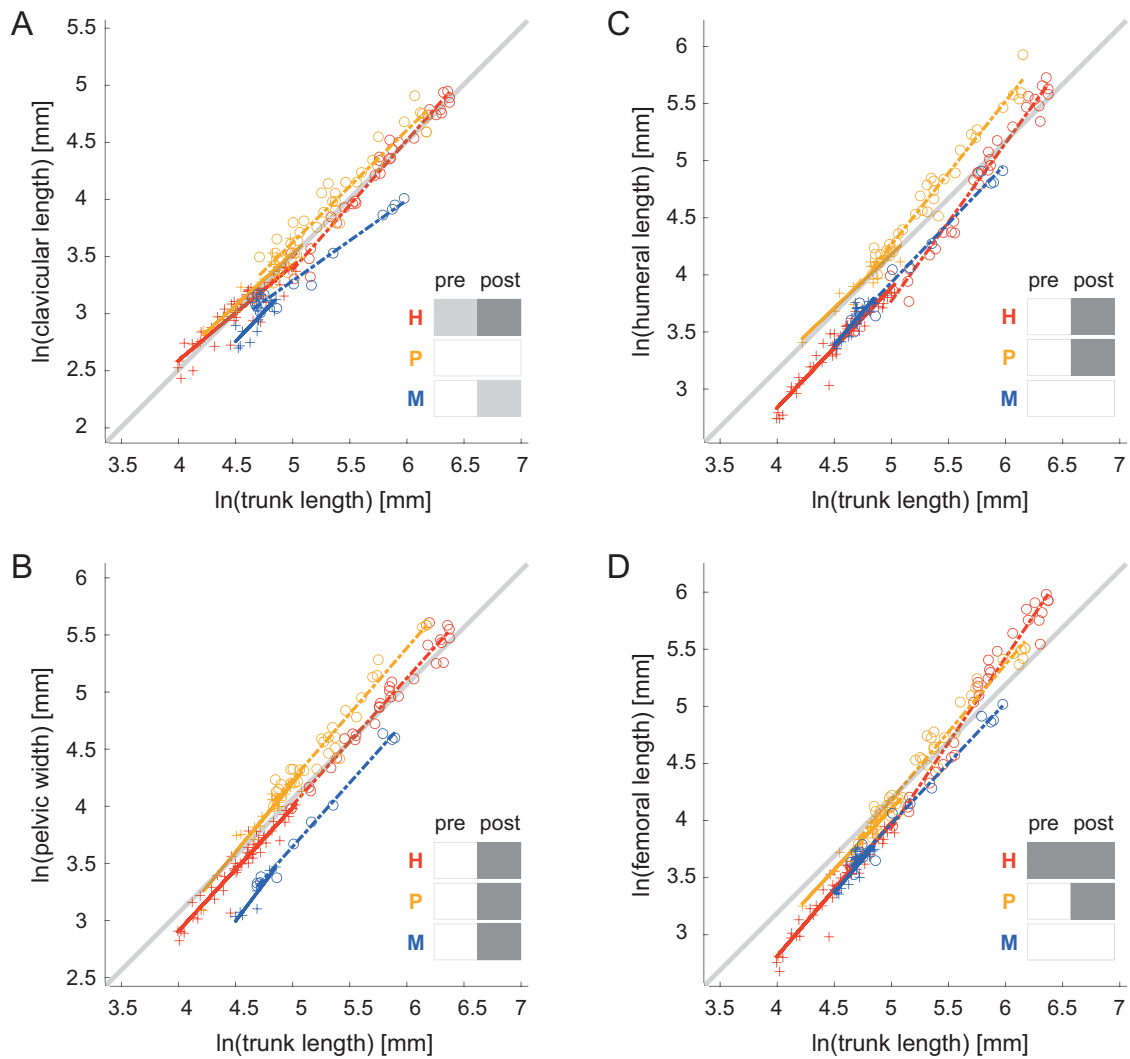 A
5.5
5
4.5
4
3.5
3
2.5
2
ln(clavicular length) [mm]
pre post
H
P
M
3.5 4 4.5 5 5.5 6 6.5 7
ln(trunk length) [mm]
C
6
5.5
5
4.5
4
3.5
3
ln(humeral length) [mm]
pre post
H
P
M
3.5 4 4.5 5 5.5 6 6.5 7
ln(trunk length) [mm]
B
6
5.5
5
4.5
4
3.5
3
2.5
ln(pelvic width) [mm]
pre post
H
P
M
3.5 4 4.5 5 5.5 6 6.5 7
ln(trunk length) [mm]
D
6
5.5
5
4.5
4
3.5
3
ln(femoral length) [mm]
pre post
H
P
M
3.5 4 4.5 5 5.5 6 6.5 7
ln(trunk length) [mm]